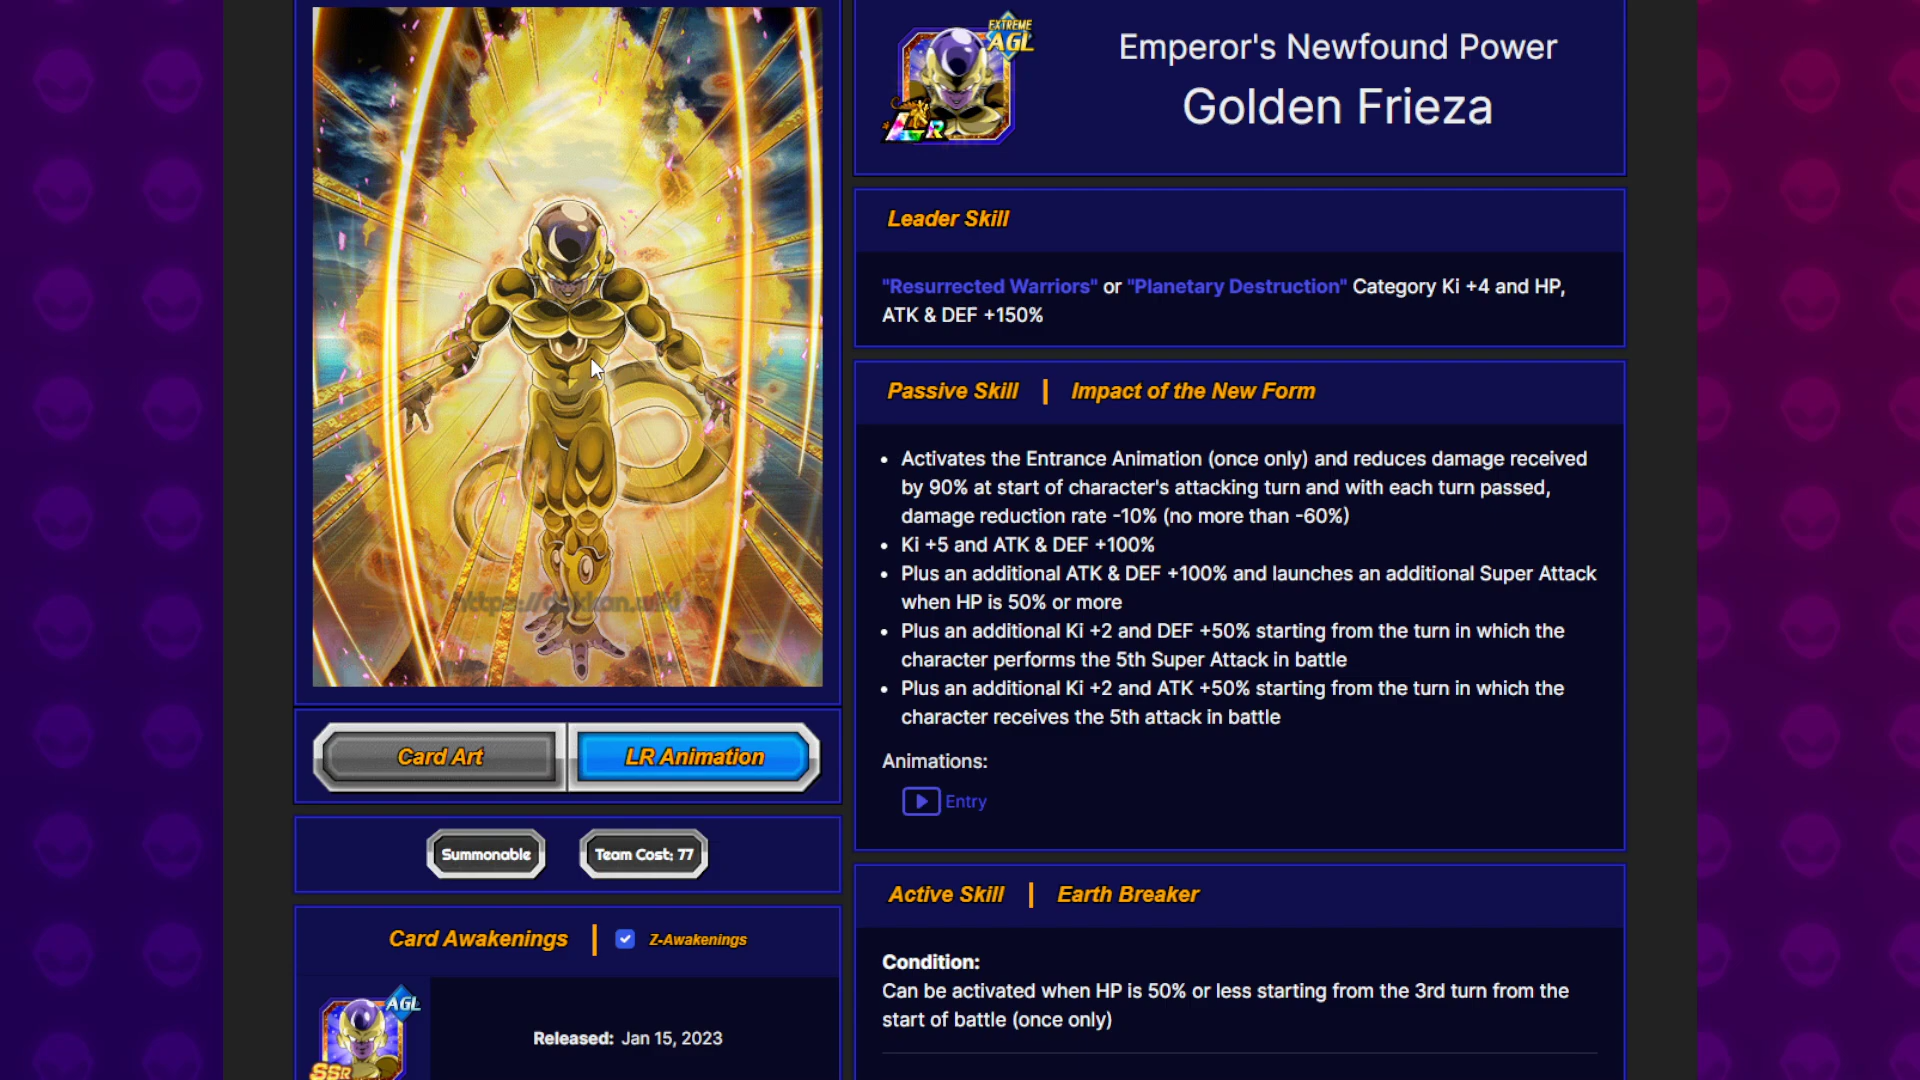 https://dokkan.wiki
Card Art
LR Animation
Summonable
Team Cost: 77
Card Awakenings | Z-Awakenings
AGL
SSR
Released: Jan 15, 2023
EXTREME
AGL
LR
Emperor's Newfound Power
Golden Frieza
Leader Skill
"Resurrected Warriors" or "Planetary Destruction" Category Ki +4 and HP,
ATK & DEF +150%
Passive Skill | Impact of the New Form
• Activates the Entrance Animation (once only) and reduces damage received
by 90% at start of character's attacking turn and with each turn passed,
damage reduction rate -10% (no more than -60%)
• Ki +5 and ATK & DEF +100%
• Plus an additional ATK & DEF +100% and launches an additional Super Attack
when HP is 50% or more
• Plus an additional Ki +2 and DEF +50% starting from the turn in which the
character performs the 5th Super Attack in battle
• Plus an additional Ki +2 and ATK +50% starting from the turn in which the
character receives the 5th attack in battle
Animations:
Entry
Active Skill | Earth Breaker
Condition:
Can be activated when HP is 50% or less starting from the 3rd turn from the
start of battle (once only)